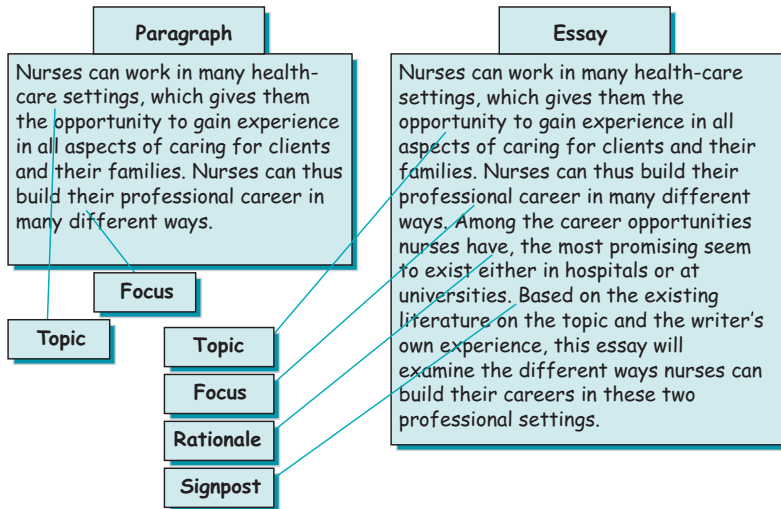 Paragraph
Nurses can work in many health-
care settings, which gives them
the opportunity to gain experience
in all aspects of caring for clients
and their families. Nurses can thus
build their professional career in
many different ways.
Focus
Topic
Essay
Nurses can work in many health-care
settings, which gives them the
opportunity to gain experience in all
aspects of caring for clients and their
families. Nurses can thus build their
professional career in many different
ways. Among the career opportunities
nurses have, the most promising seem
to exist either in hospitals or at
universities. Based on the existing
literature on the topic and the writer's
own experience, this essay will
examine the different ways nurses can
build their careers in these two
professional settings.
Topic
Focus
Rationale
Signpost